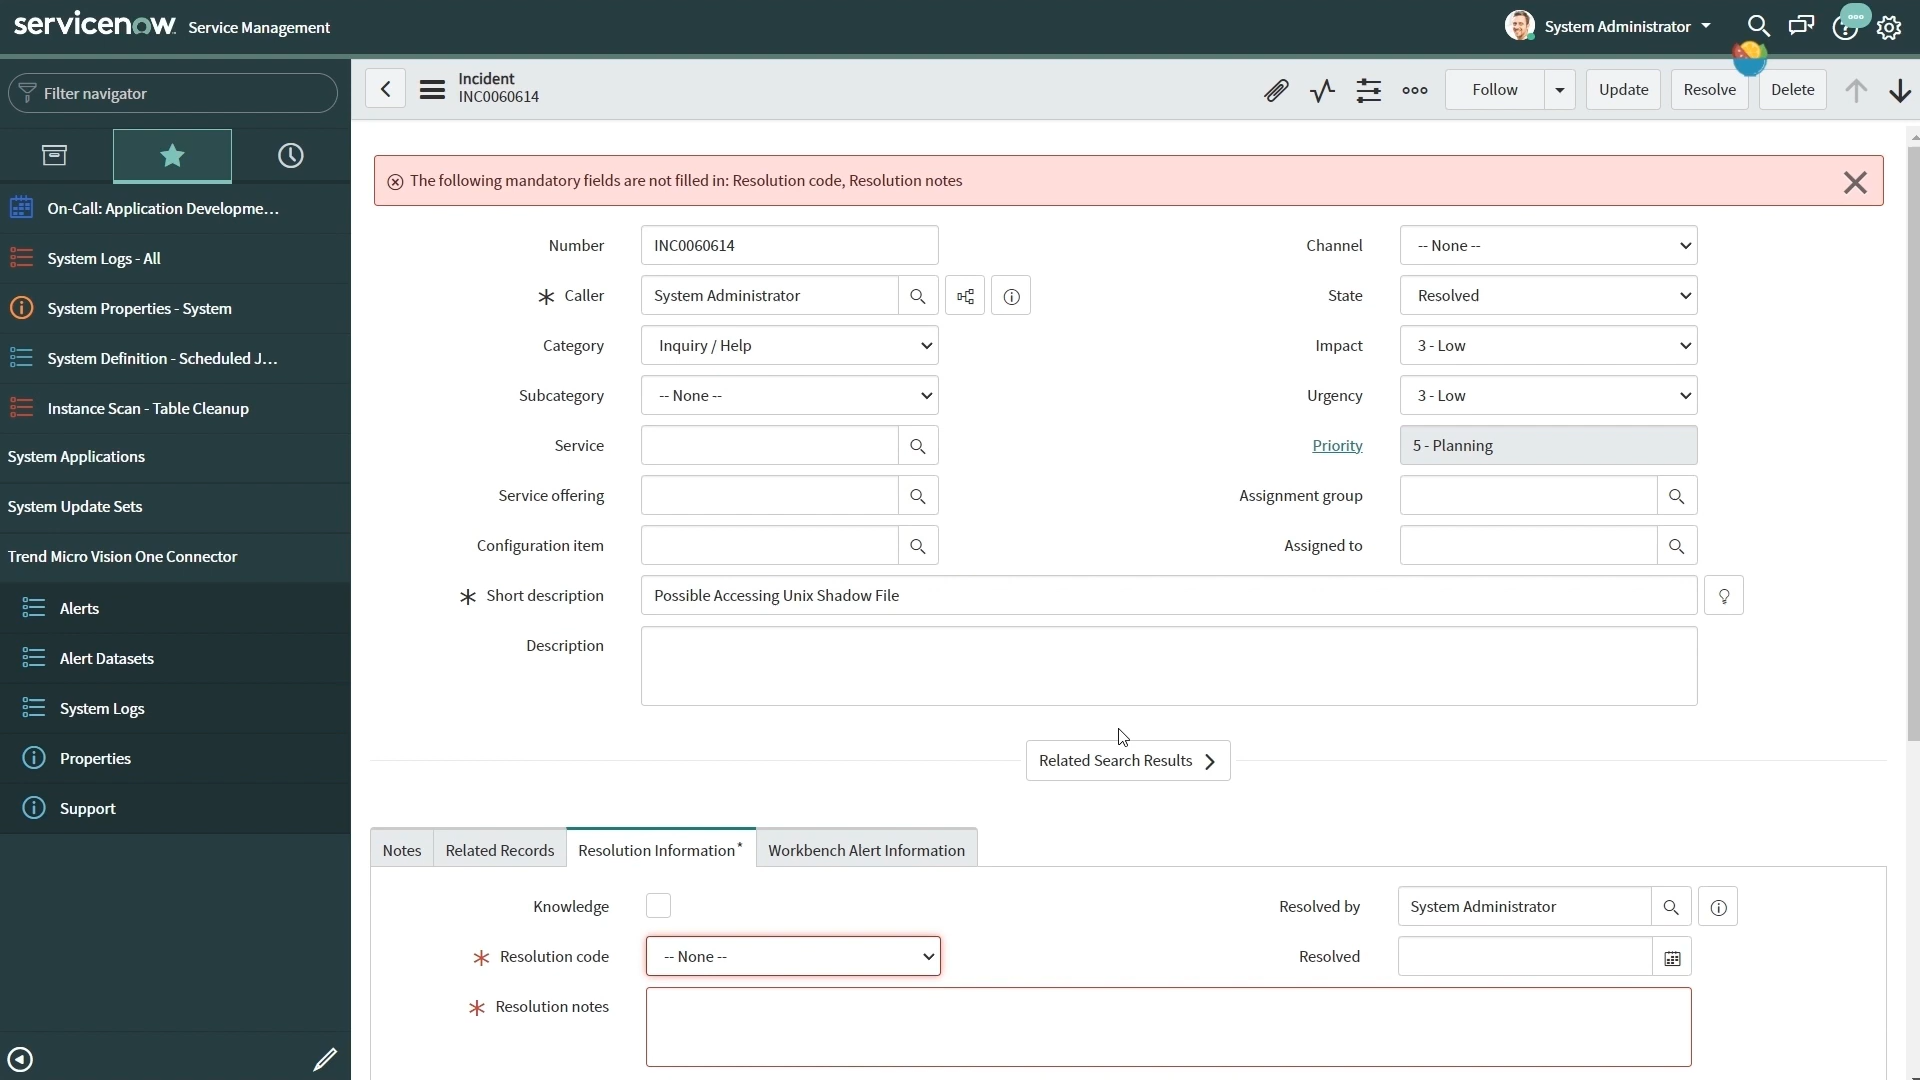 servicenow. Service Management
System Administrator
Filter navigator
On-Call: Application Developme...
System Logs - All
System Properties - System
System Definition - Scheduled J...
Instance Scan - Table Cleanup
System Applications
System Update Sets
Trend Micro Vision One Connector
Alerts
Alert Datasets
System Logs
Properties
Support
Incident
INC0060614
Follow
Update
Resolve
Delete
The following mandatory fields are not filled in: Resolution code, Resolution notes
Number INC0060614
Caller System Administrator
Category Inquiry / Help
Subcategory -- None --
Service
Service offering
Configuration item
Channel -- None --
State Resolved
Impact 3 - Low
Urgency 3 - Low
Priority 5 - Planning
Assignment group
Assigned to
Short description Possible Accessing Unix Shadow File
Description
Related Search Results
Notes Related Records Resolution Information* Workbench Alert Information
Knowledge
Resolution code -- None --
Resolution notes
Resolved by System Administrator
Resolved